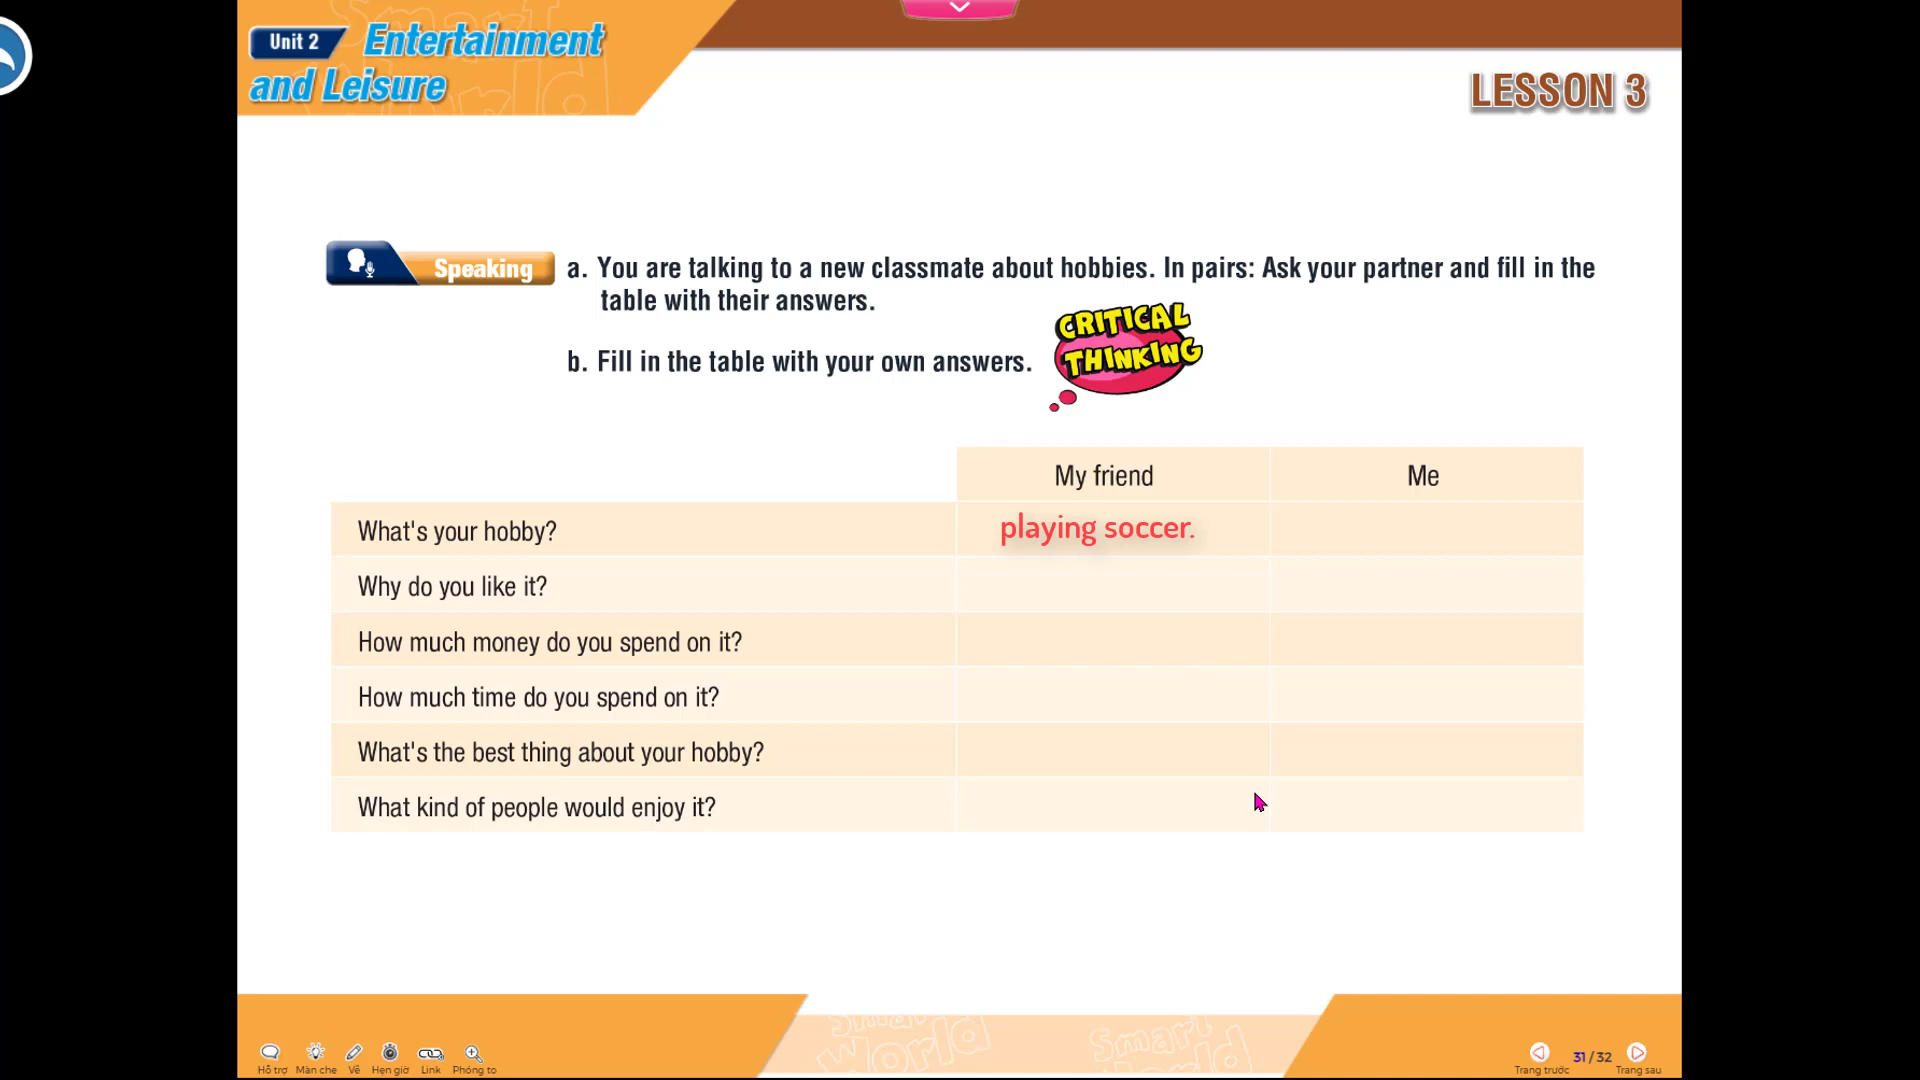 Unit 2 Entertainment
and Leisure
LESSON 3
Speaking
a. You are talking to a new classmate about hobbies. In pairs: Ask your partner and fill in the
table with their answers.
CRITICAL
THINKING
b. Fill in the table with your own answers.
My friend Me
What's your hobby? playing soccer.
Why do you like it?
How much money do you spend on it?
How much time do you spend on it?
What's the best thing about your hobby?
What kind of people would enjoy it?
Smart World Smart World
Hỗ trợ Màn che Vẽ Hẹn giờ Link Phóng to
31 / 32
Trang trước Trang sau